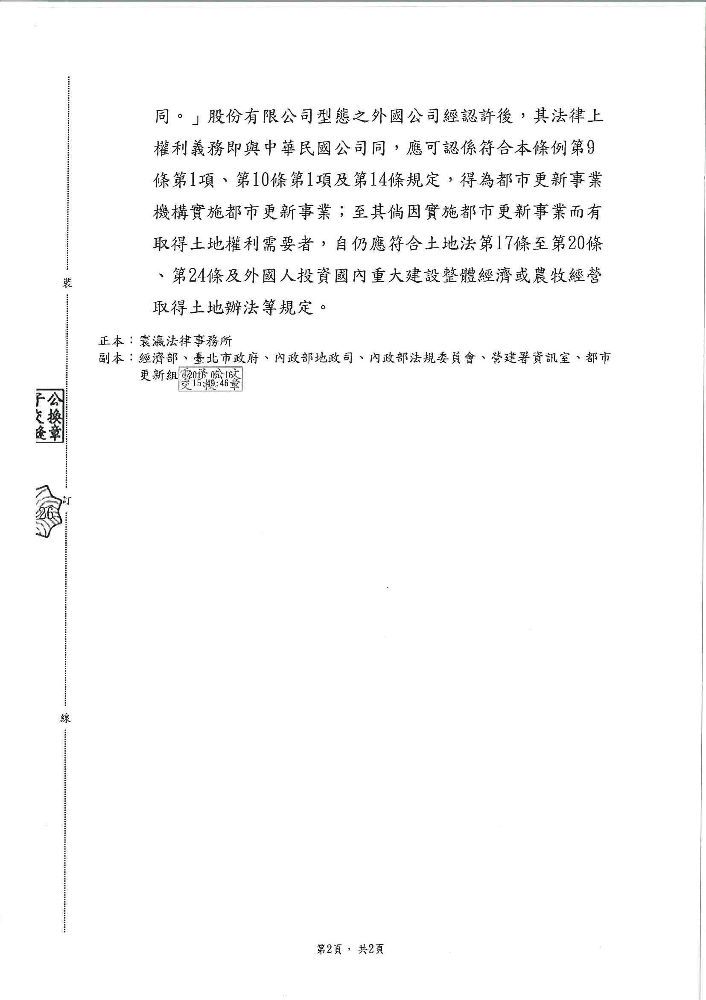 同。」股份有限公司型態之外國公司經認許後，其法律上
權利義務即與中華民國公司同，應可認係符合本條例第9
條第1項、第10條第1項及第14條規定，得為都市更新事業
機構實施都市更新事業；至其倘因實施都市更新事業而有
取得土地權利需要者，自仍應符合土地法第17條至第20條
、第24條及外國人投資國內重大建設整體經濟或農牧經營
取得土地辦法等規定。
正本：寰瀛法律事務所
副本：經濟部、臺北市政府、內政部地政司、內政部法規委員會、營建署資訊室、都市
更新組
電子公文
2016-05-16
交換章
15:49:46
裝
公
換
章
訂
26
線
第2頁，共2頁